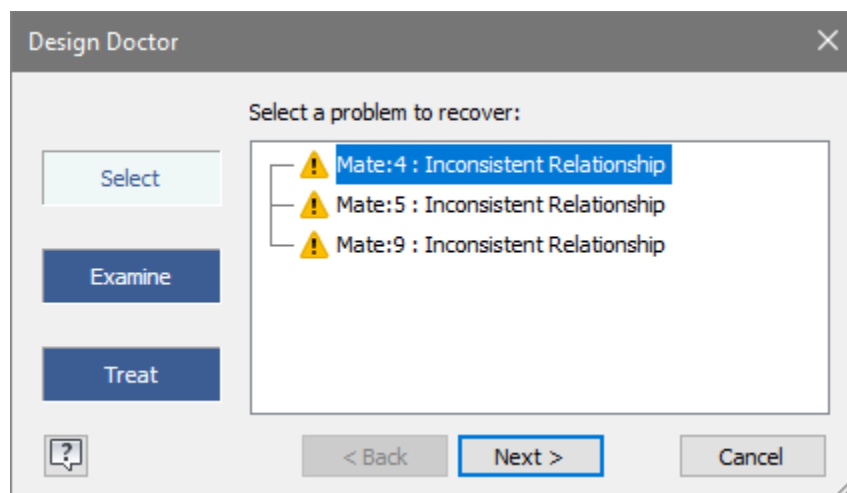 Design Doctor
Select a problem to recover:
Select
Mate:4 : Inconsistent Relationship
Mate:5 : Inconsistent Relationship
Mate:9 : Inconsistent Relationship
Examine
Treat
?
< Back
Next >
Cancel